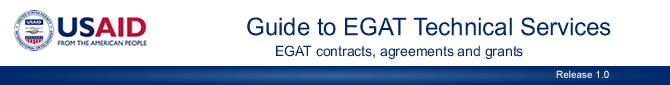 USAID
FROM THE AMERICAN PEOPLE
Guide to EGAT Technical Services
EGAT contracts, agreements and grants
Release 1.0